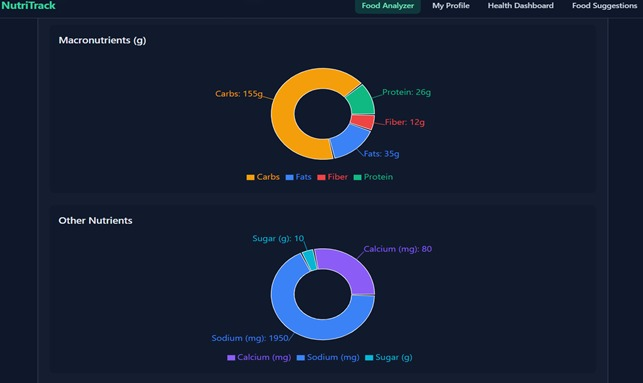 NutriTrack
Food Analyzer My Profile Health Dashboard Food Suggestions
Macronutrients (g)
Carbs: 155g
Protein: 26g
Fiber: 12g
Fats: 35g
Carbs Fats Fiber Protein
Other Nutrients
Sugar (g): 10
Calcium (mg): 80
Sodium (mg): 1950
Calcium (mg) Sodium (mg) Sugar (g)